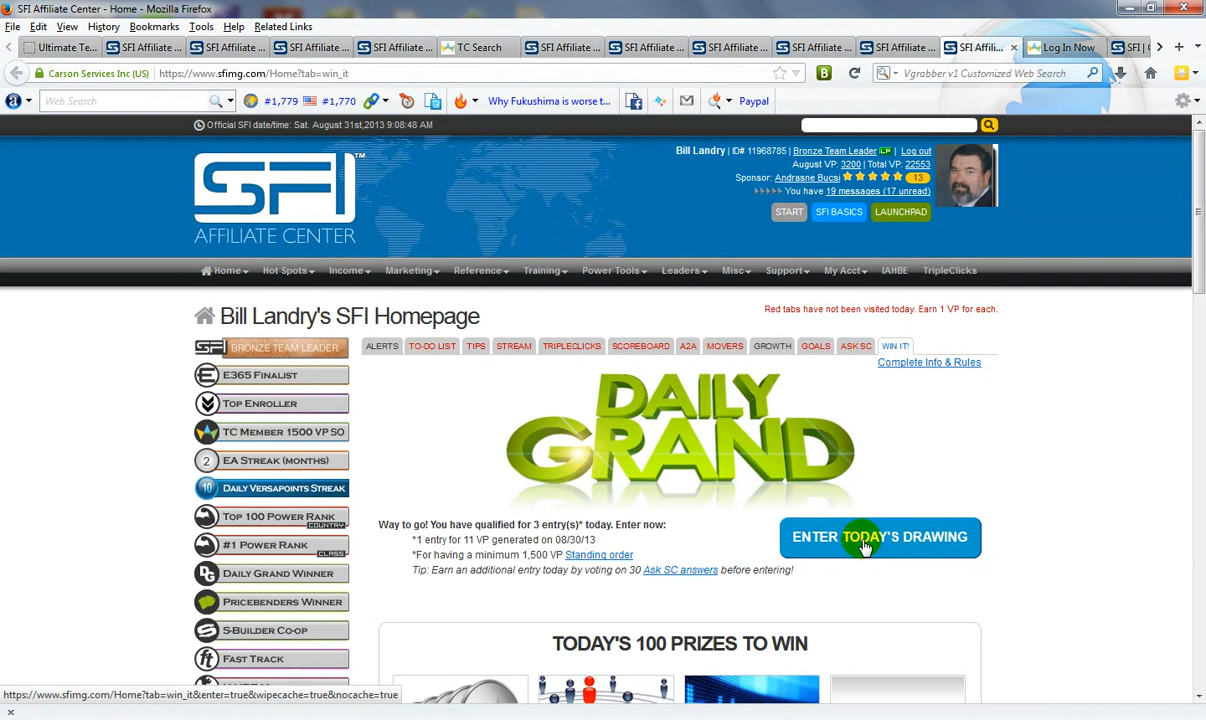 SFI Affiliate Center - Home - Mozilla Firefox
File Edit View History Bookmarks Tools Help Related Links
Ultimate Te... SFI Affiliate ... SFI Affiliate ... SFI Affiliate ... SFI Affiliate ... TC Search SFI Affiliate ... SFI Affiliate ... SFI Affiliate ... SFI Affiliate ... SFI Affiliate ... SFI Affili... Log In Now SFI | (
Carson Services Inc (US) https://www.sfimg.com/Home?tab=win_it B Vgrabber v1 Customized Web Search
a Web Search #1,779 #1,770 Why Fukushima is worse t... Paypal
Official SFI date/time: Sat. August 31st,2013 9:08:48 AM
SFI™
AFFILIATE CENTER
Bill Landry | ID# 11968785 | Bronze Team Leader LP | Log out
August VP: 3200 | Total VP: 22553
Sponsor: Andrasne Bucsi 13
You have 19 messages (17 unread)
START SFI BASICS LAUNCHPAD
Home Hot Spots Income Marketing Reference Training Power Tools Leaders Misc Support My Acct IAHBE TripleClicks
Bill Landry's SFI Homepage
Red tabs have not been visited today. Earn 1 VP for each.
ALERTS TO-DO LIST TIPS STREAM TRIPLECLICKS SCOREBOARD A2A MOVERS GROWTH GOALS ASK SC WIN IT!
Complete Info & Rules
SFI BRONZE TEAM LEADER
E E365 FINALIST
TOP ENROLLER
TC MEMBER 1500 VP SO
2 EA STREAK (MONTHS)
10 DAILY VERSAPOINTS STREAK
TOP 100 POWER RANK
COUNTRY
#1 POWER RANK
CLASS
DG DAILY GRAND WINNER
PRICEBENDERS WINNER
S S-BUILDER CO-OP
ft FAST TRACK
DAILY
GRAND
Way to go! You have qualified for 3 entry(s)* today. Enter now:
*1 entry for 11 VP generated on 08/30/13
*For having a minimum 1,500 VP Standing order
Tip: Earn an additional entry today by voting on 30 Ask SC answers before entering!
ENTER TODAY'S DRAWING
TODAY'S 100 PRIZES TO WIN
https://www.sfimg.com/Home?tab=win_it&enter=true&wipecache=true&nocache=true